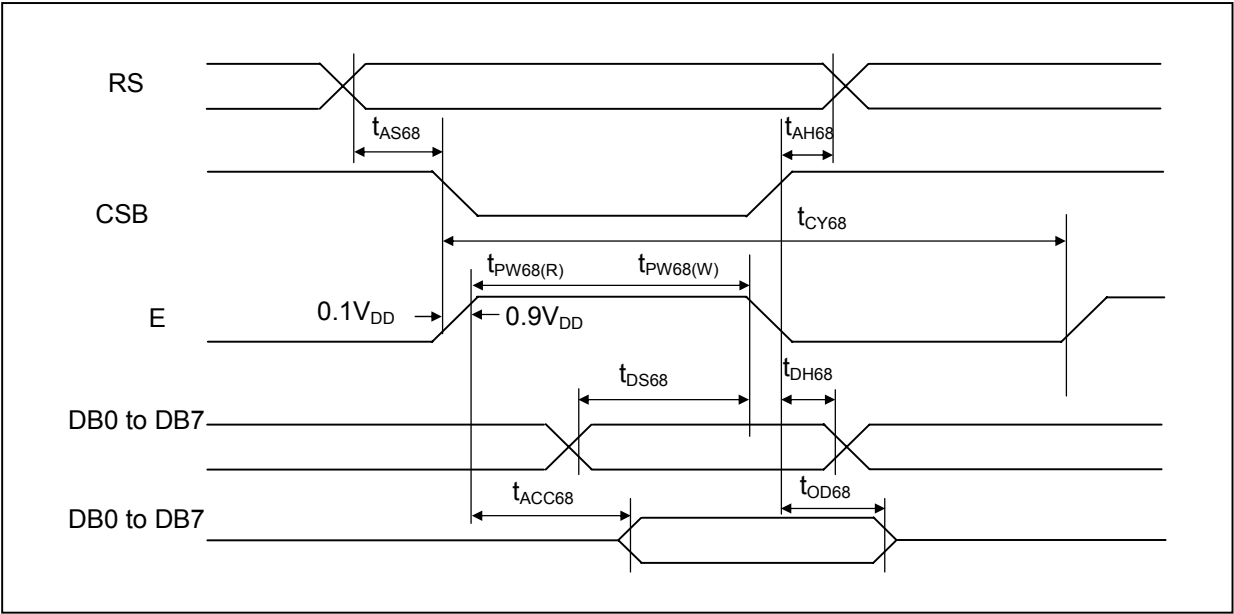 RS
tAS68
tAH68
CSB
tCY68
tPW68(R)
tPW68(W)
E
0.1VDD
0.9VDD
tDS68
tDH68
DB0 to DB7
tACC68
tOD68
DB0 to DB7